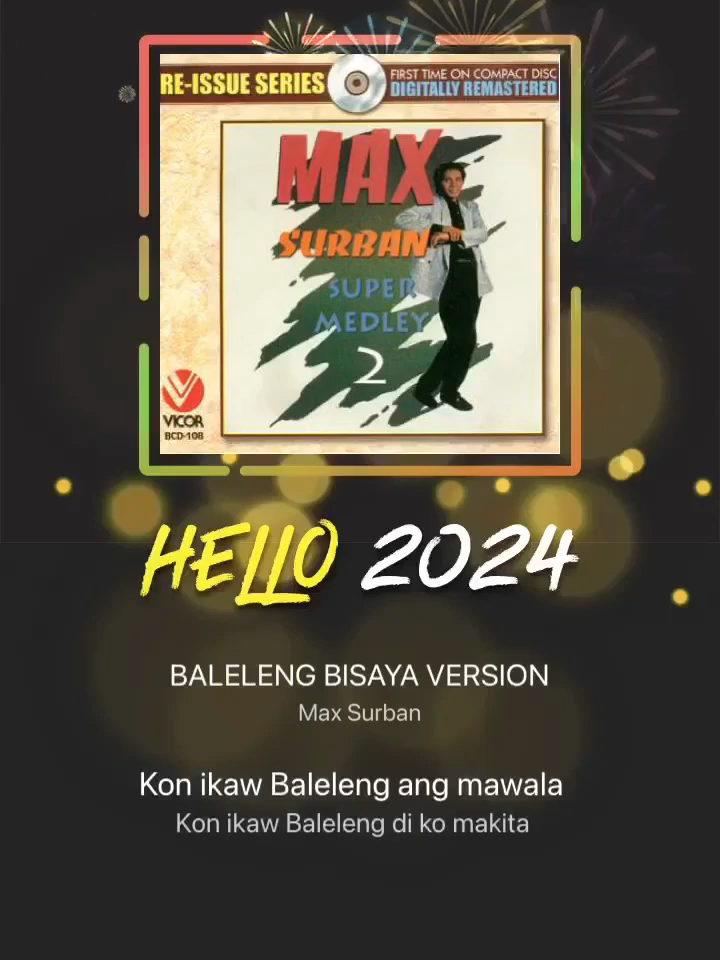 RE-ISSUE SERIES
FIRST TIME ON COMPACT DISC
DIGITALLY REMASTERED
MAX
SURBAN
SUPER
MEDLEY
2
VICOR
BCD-108
HELLO 2024
BALELENG BISAYA VERSION
Max Surban
Kon ikaw Baleleng ang mawala
Kon ikaw Baleleng di ko makita